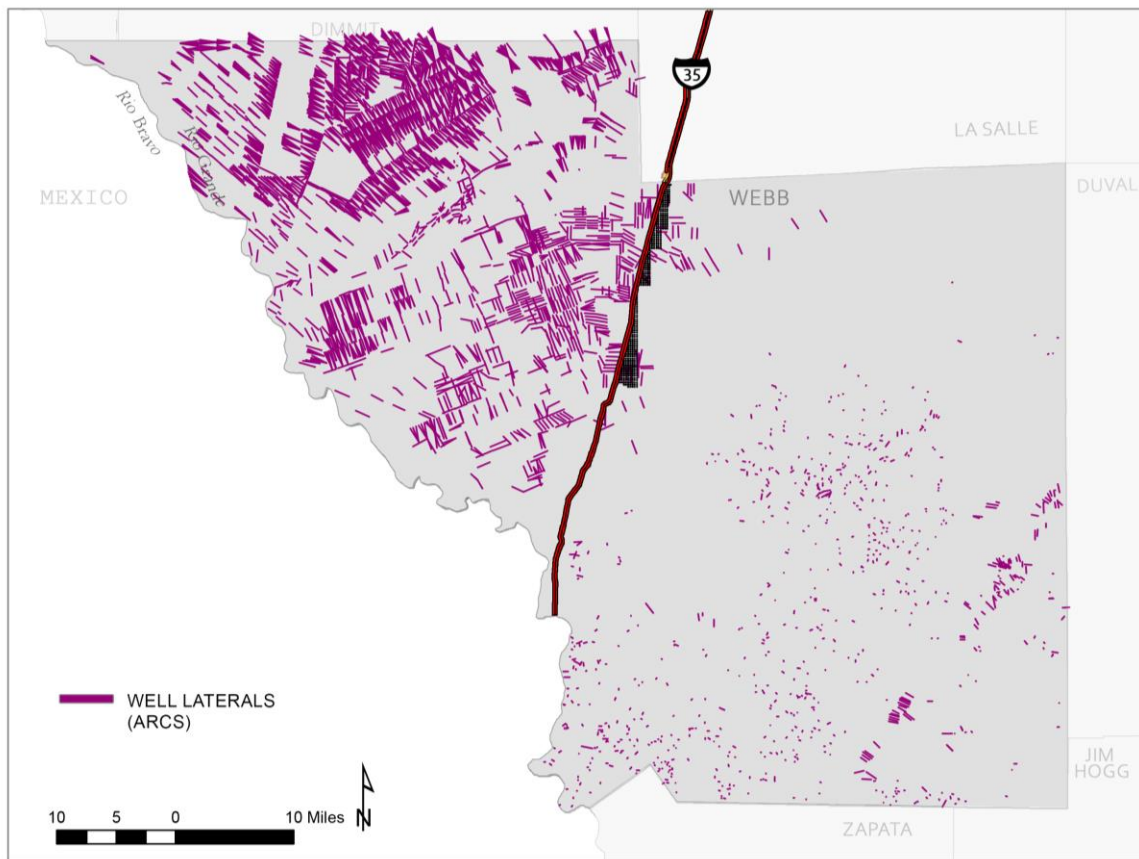 DIMMIT
35
LA SALLE
Rio Bravo
Rio Grande
MEXICO
DUVAL
WEBB
WELL LATERALS
(ARCS)
JIM
HOGG
N
10 5 0 10 Miles
ZAPATA